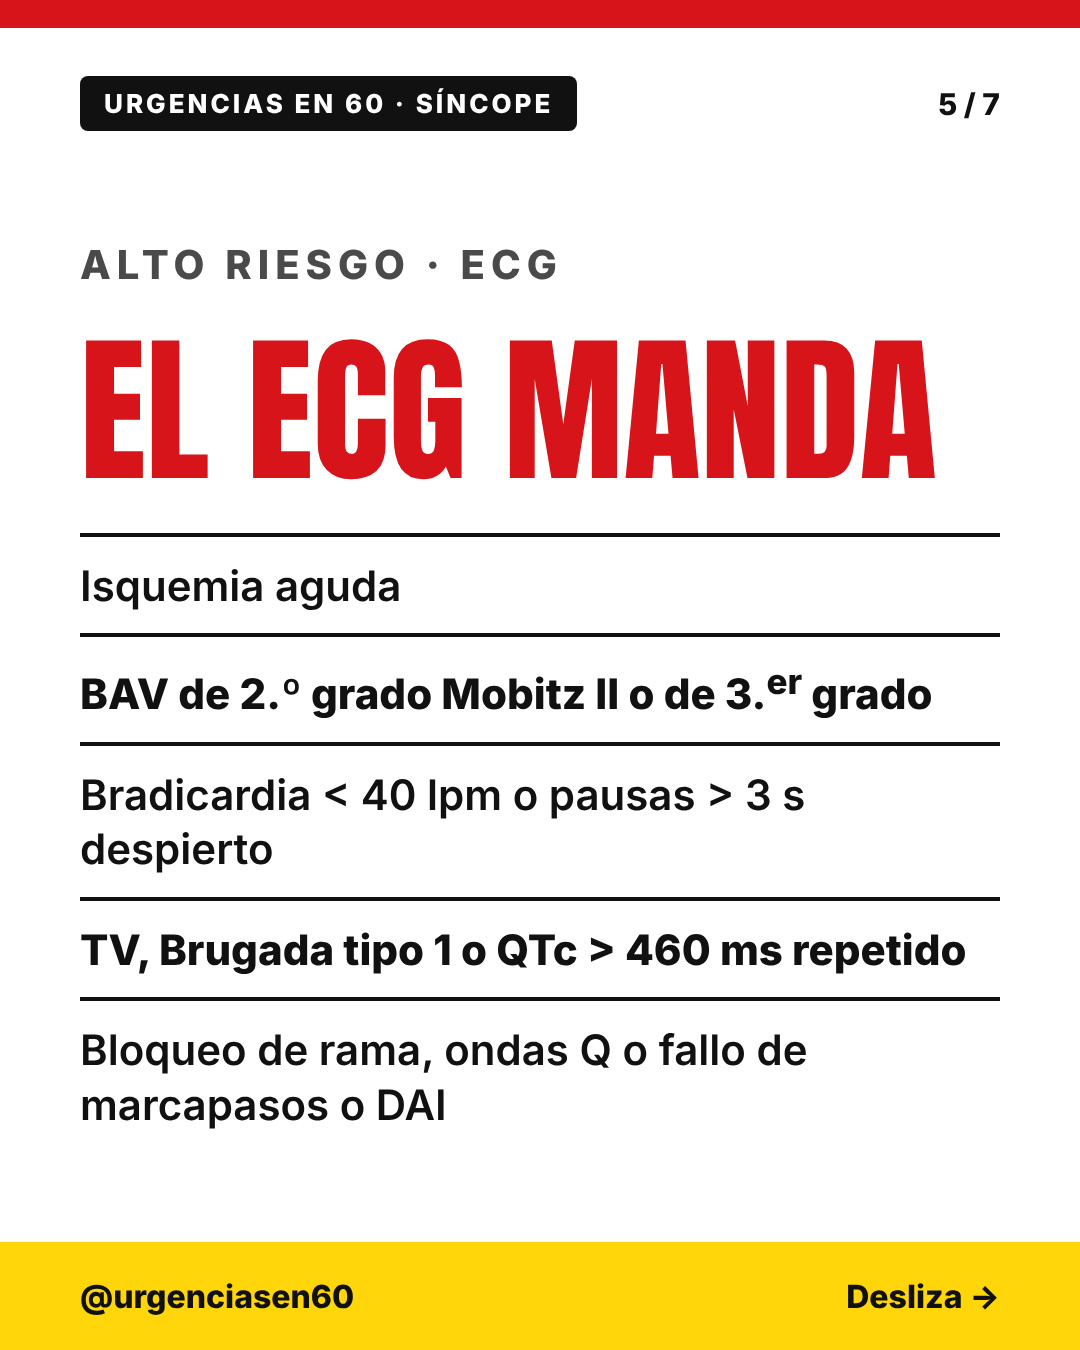 URGENCIAS EN 60 · SÍNCOPE
5 / 7
ALTO RIESGO · ECG
EL ECG MANDA
Isquemia aguda
BAV de 2.º grado Mobitz II o de 3.er grado
Bradicardia < 40 lpm o pausas > 3 s
despierto
TV, Brugada tipo 1 o QTc > 460 ms repetido
Bloqueo de rama, ondas Q o fallo de
marcapasos o DAI
@urgenciasen60
Desliza →